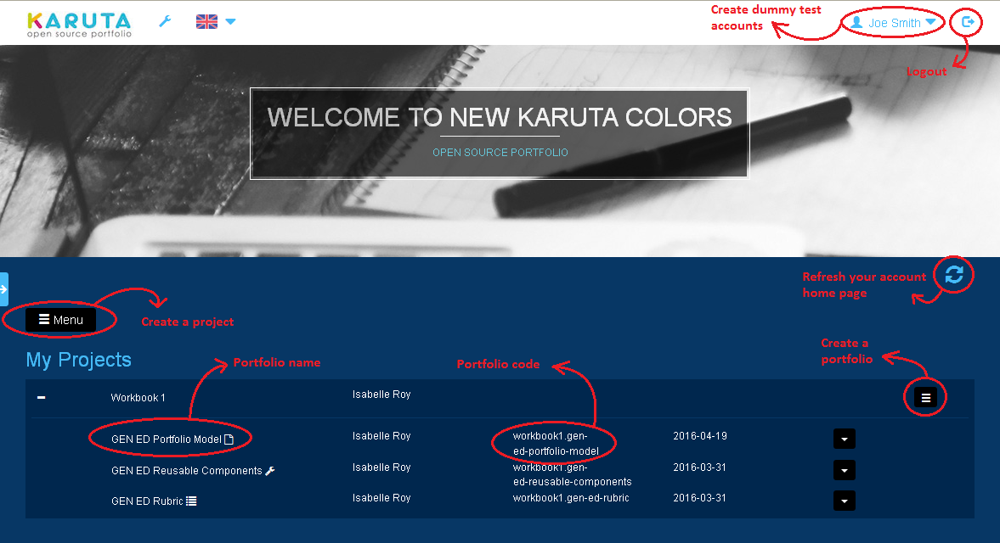 KARUTA
open source portfolio
Create dummy test
accounts
Joe Smith
Logout
WELCOME TO NEW KARUTA COLORS
OPEN SOURCE PORTFOLIO
Refresh your account
home page
Menu
Create a project
My Projects
Portfolio name
Portfolio code
Create a
portfolio
Workbook 1 Isabelle Roy
GEN ED Portfolio Model Isabelle Roy workbook1.gen- 2016-04-19
ed-portfolio-model
GEN ED Reusable Components Isabelle Roy workbook1.gen- 2016-03-31
ed-reusable-components
GEN ED Rubric Isabelle Roy workbook1.gen-ed-rubric 2016-03-31